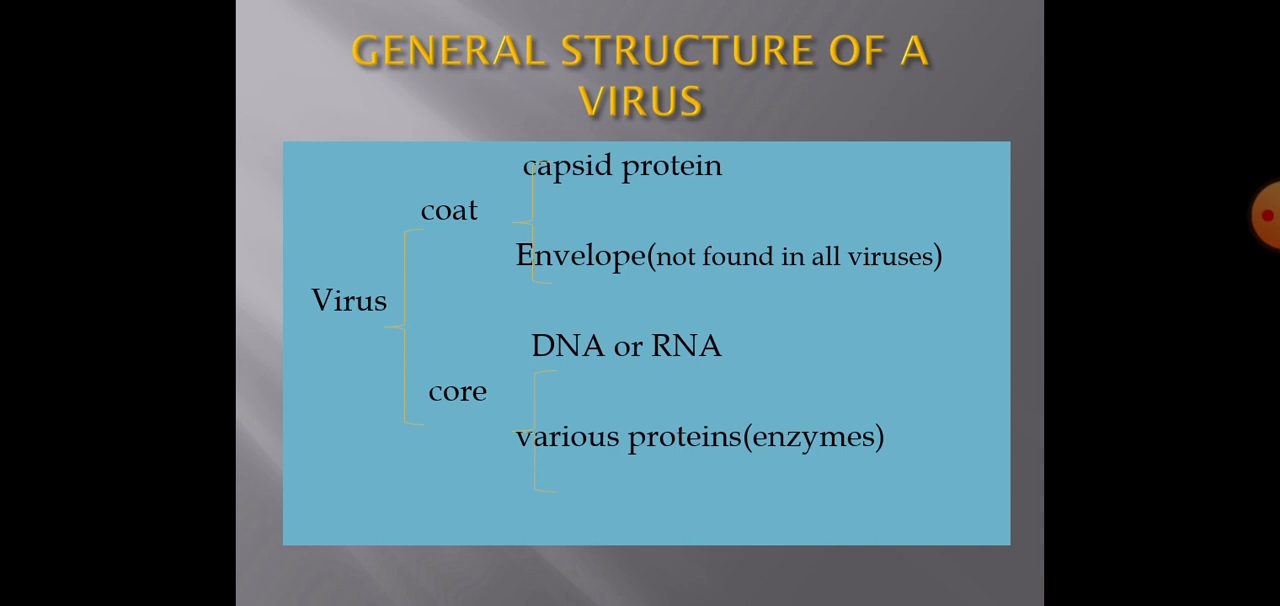 GENERAL STRUCTURE OF A
VIRUS
capsid protein
coat
Envelope(not found in all viruses)
Virus
DNA or RNA
core
various proteins(enzymes)